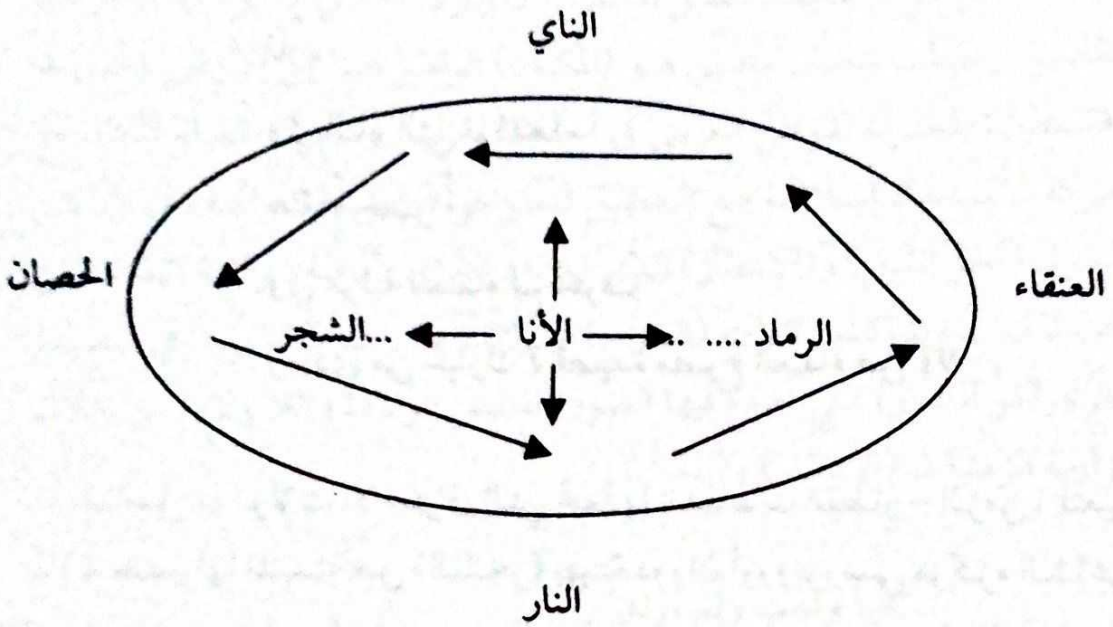 الناي
العنقاء
الحصان
الرماد .... ..
الأنا
...الشجر
النار